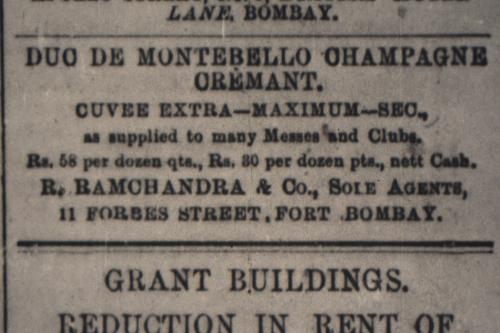 LANE, BOMBAY.
DUC DE MONTEBELLO CHAMPAGNE
CRÈMANT.
CUVEE EXTRA—MAXIMUM—SEC.,
as supplied to many Messes and Clubs.
Rs. 58 per dozen qts., Rs. 30 per dozen pts., nett Cash.
R. RAMCHANDRA & Co., SOLE AGENTS,
11 FORBES STREET, FORT BOMBAY.
GRANT BUILDINGS.
REDUCTION IN RENT OF